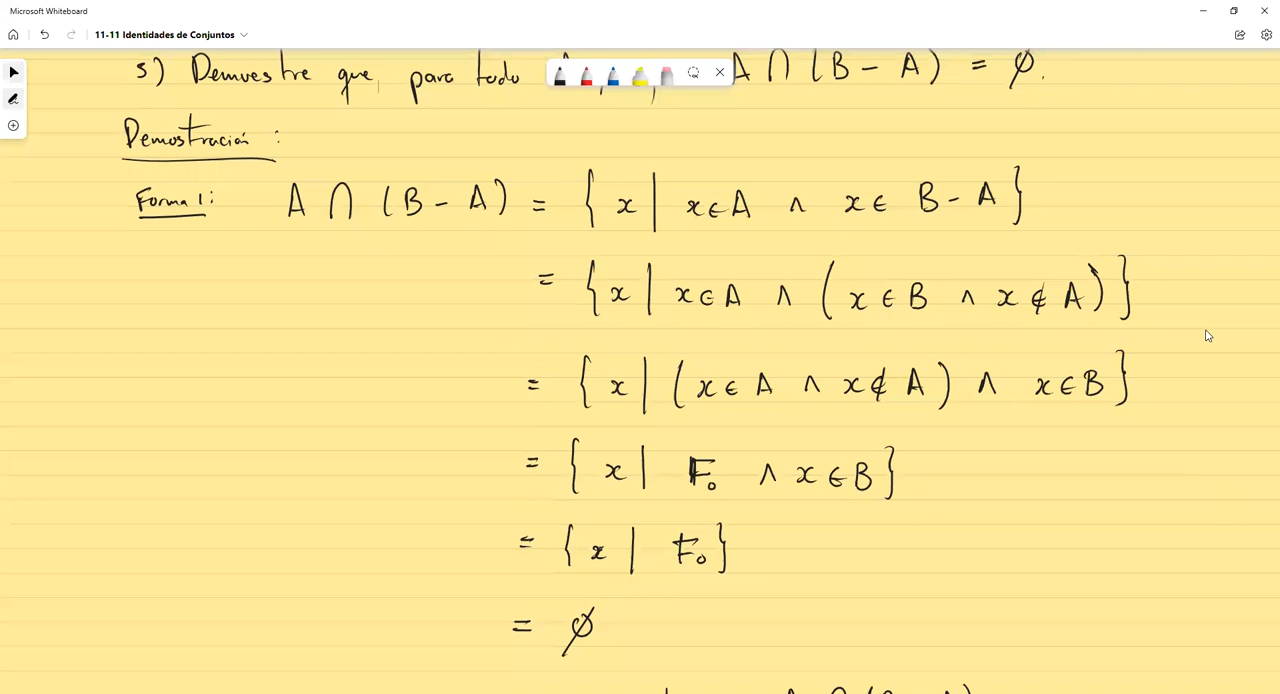 Microsoft Whiteboard
11-11 Identidades de Conjuntos
5) Demuestre que, para todo A ∩ (B - A) = ∅.
Demostración :
Forma 1: A ∩ (B - A) = { x | x ∈ A ∧ x ∈ B - A }
= { x | x ∈ A ∧ ( x ∈ B ∧ x ∉ A ) }
= { x | ( x ∈ A ∧ x ∉ A ) ∧ x ∈ B }
= { x | F₀ ∧ x ∈ B }
= { x | F₀ }
= ∅